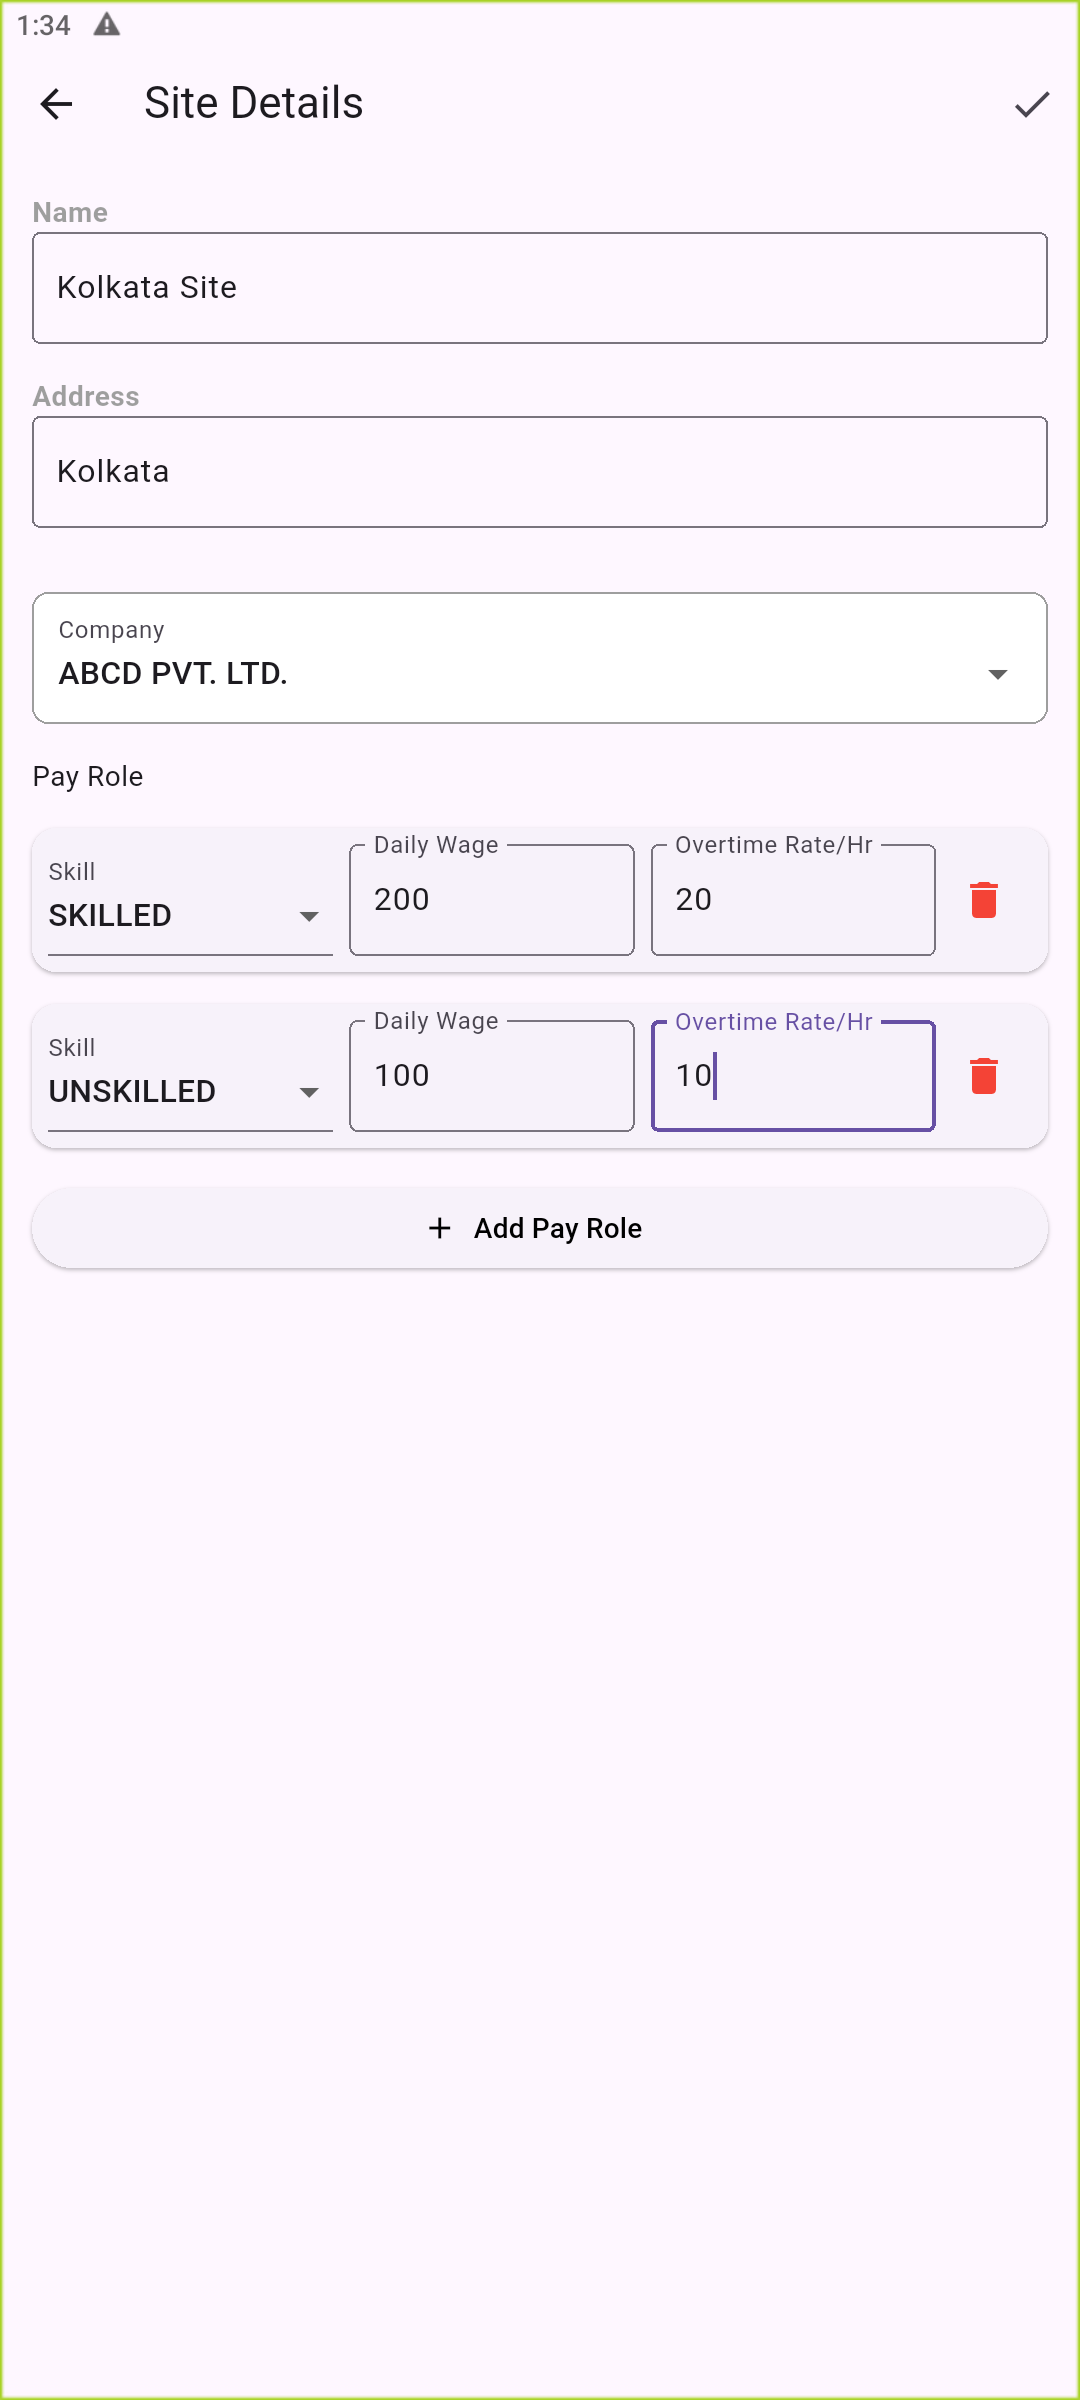 1:34
Site Details
Name
Kolkata Site
Address
Kolkata
Company
ABCD PVT. LTD.
Pay Role
Skill
SKILLED
Daily Wage
200
Overtime Rate/Hr
20
Skill
UNSKILLED
Daily Wage
100
Overtime Rate/Hr
10
Add Pay Role